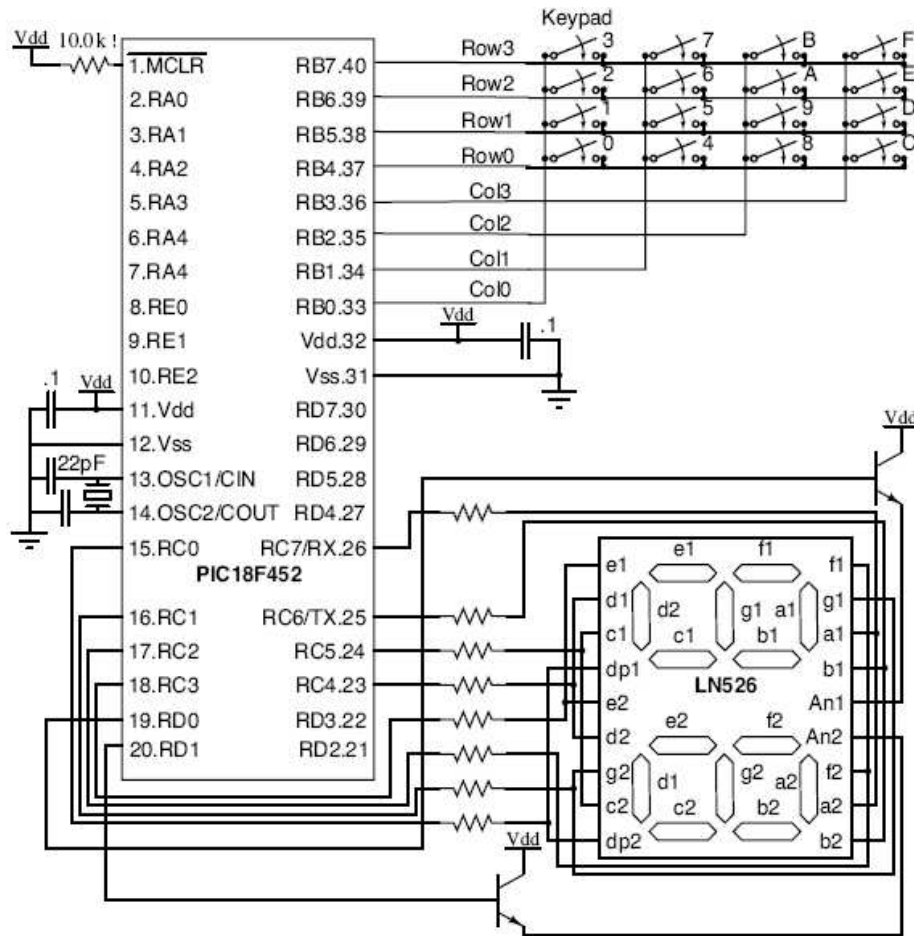 Keypad
Vdd 10.0k !
1.MCLR RB7.40 Row3 3 7 B F
2.RA0 RB6.39 Row2 2 6 A E
3.RA1 RB5.38 Row1 1 5 9 D
4.RA2 RB4.37 Row0 0 4 8 C
5.RA3 RB3.36 Col3
6.RA4 RB2.35 Col2
7.RA4 RB1.34 Col1
8.RE0 RB0.33 Col0
Vdd .1
9.RE1 Vdd.32
10.RE2 Vss.31
.1 Vdd
11.Vdd RD7.30
Vdd
12.Vss RD6.29
22pF
13.OSC1/CIN RD5.28
14.OSC2/COUT RD4.27
15.RC0 RC7/RX.26
PIC18F452
16.RC1 RC6/TX.25
17.RC2 RC5.24
18.RC3 RC4.23
19.RD0 RD3.22
20.RD1 RD2.21
e1 f1
e1 f1
d1 d2 g1 a1 g1
c1 a1
c1 b1
dp1 b1
LN526
e2 An1
e2 f2
d2 An2
g2 f2
d1 g2 a2
c2 a2
c2 b2
dp2 b2
Vdd